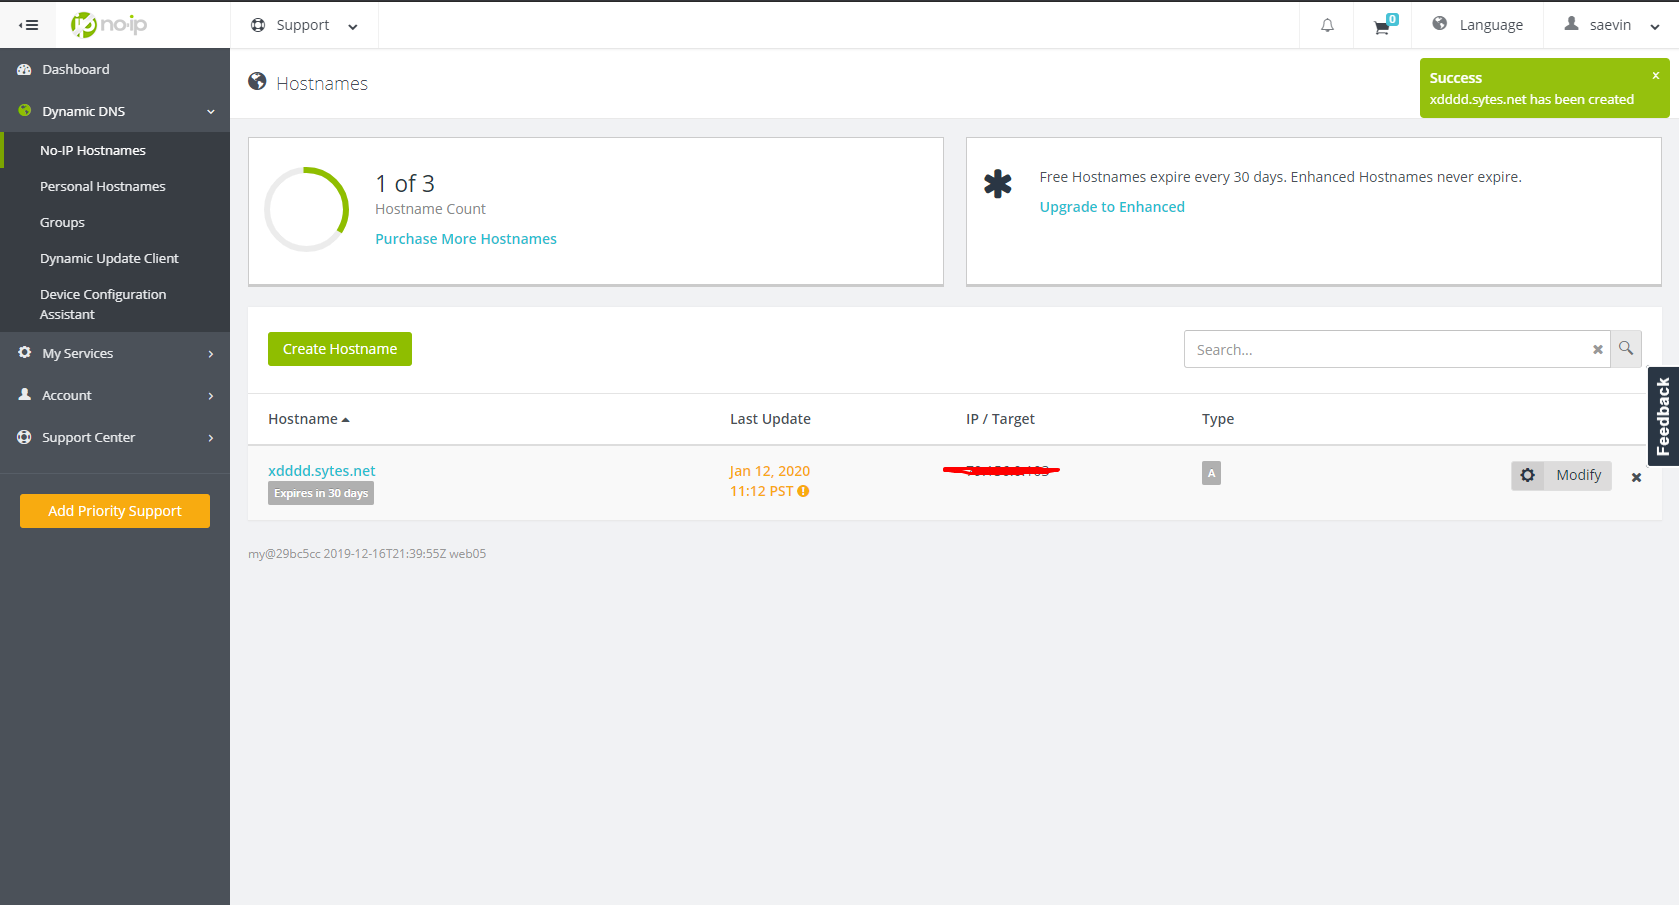 no-ip
Support
0
Language
saevin
Dashboard
Dynamic DNS
No-IP Hostnames
Personal Hostnames
Groups
Dynamic Update Client
Device Configuration
Assistant
My Services
Account
Support Center
Add Priority Support
Hostnames
Success
x
xdddd.sytes.net has been created
1 of 3
Hostname Count
Purchase More Hostnames
Free Hostnames expire every 30 days. Enhanced Hostnames never expire.
Upgrade to Enhanced
Create Hostname
Search...
Feedback
Hostname Last Update IP / Target Type
xdddd.sytes.net
Expires in 30 days
Jan 12, 2020
11:12 PST
A
Modify
my@29bc5cc 2019-12-16T21:39:55Z web05